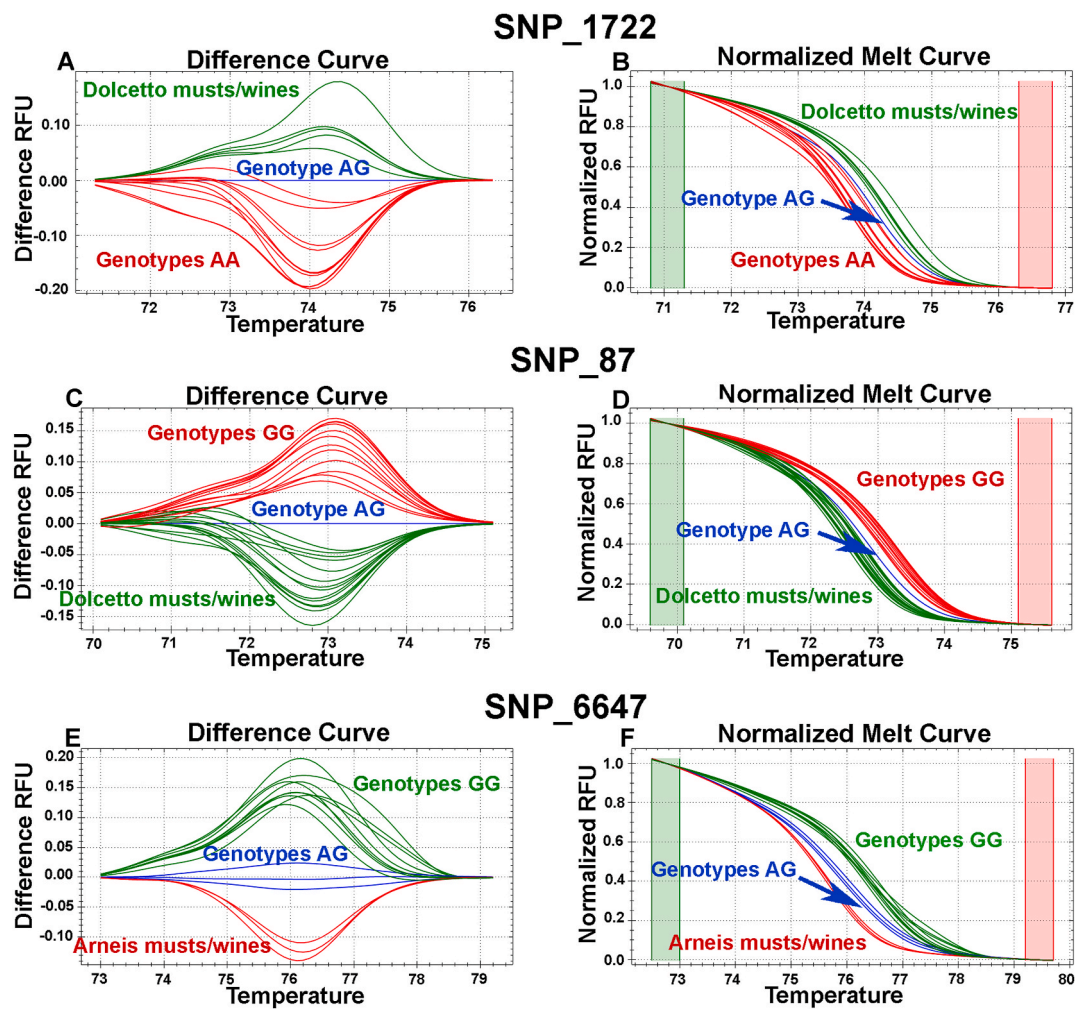 SNP_1722
A Difference Curve
Difference RFU
0.10
0.00
-0.10
-0.20
Dolcetto musts/wines
Genotype AG
Genotypes AA
72 73 74 75 76
Temperature
B Normalized Melt Curve
Normalized RFU
1.0
0.8
0.6
0.4
0.2
0.0
Dolcetto musts/wines
Genotype AG
Genotypes AA
71 72 73 74 75 76 77
Temperature
SNP_87
C Difference Curve
Difference RFU
0.15
0.10
0.05
0.00
-0.05
-0.10
-0.15
Genotypes GG
Genotype AG
Dolcetto musts/wines
70 71 72 73 74 75
Temperature
D Normalized Melt Curve
Normalized RFU
1.0
0.8
0.6
0.4
0.2
0.0
Genotypes GG
Genotype AG
Dolcetto musts/wines
70 71 72 73 74 75
Temperature
SNP_6647
E Difference Curve
Difference RFU
0.20
0.15
0.10
0.05
0.00
-0.05
-0.10
Genotypes GG
Genotypes AG
Arneis musts/wines
73 74 75 76 77 78 79
Temperature
F Normalized Melt Curve
Normalized RFU
1.0
0.8
0.6
0.4
0.2
0.0
Genotypes GG
Genotypes AG
Arneis musts/wines
73 74 75 76 77 78 79 80
Temperature